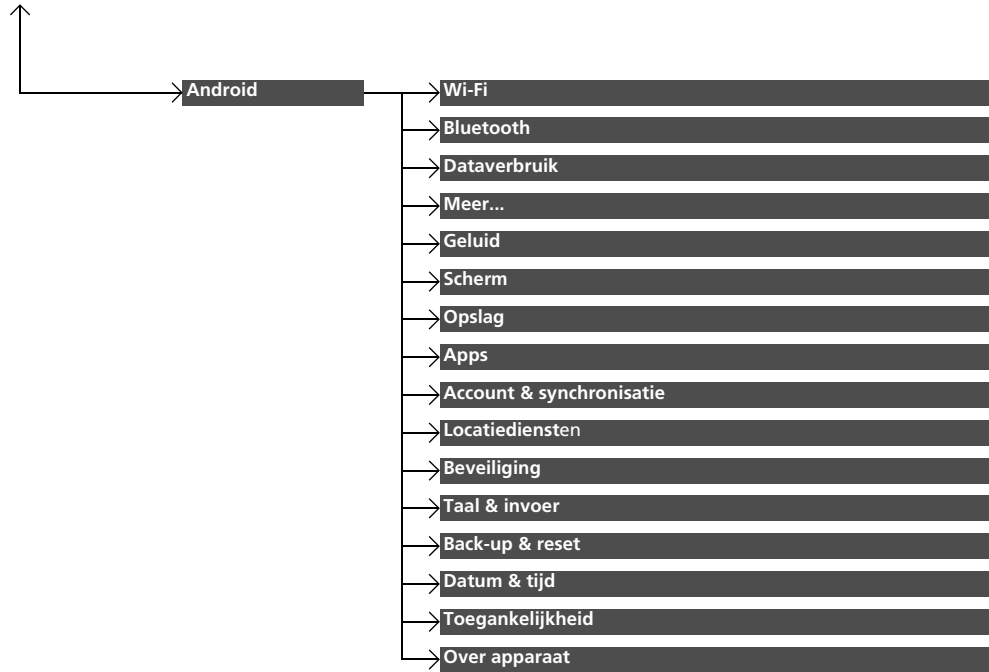 Android
Wi-Fi
Bluetooth
Dataverbruik
Meer...
Geluid
Scherm
Opslag
Apps
Account & synchronisatie
Locatiediensten
Beveiliging
Taal & invoer
Back-up & reset
Datum & tijd
Toegankelijkheid
Over apparaat